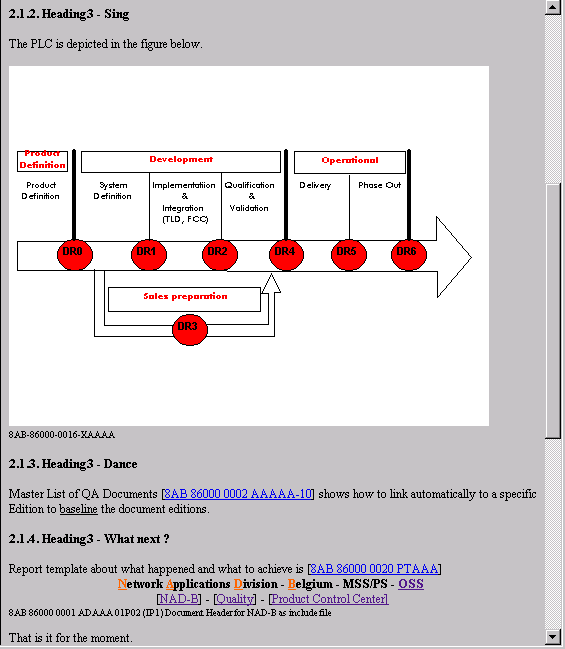 2.1.2. Heading3 - Sing
The PLC is depicted in the figure below.
Product
Definition
Development
Operational
Product
Definition
System
Definition
Implementatiion
&
Integration
(TLD, FCC)
Qualification
&
Validation
Delivery
Phase Out
DR0
DR1
DR2
DR4
DR5
DR6
Sales preparation
DR3
8AB-86000-0016-XAAAA
2.1.3. Heading3 - Dance
Master List of QA Documents [8AB 86000 0002 AAAAA-10] shows how to link automatically to a specific
Edition to baseline the document editions.
2.1.4. Heading3 - What next ?
Report template about what happened and what to achieve is [8AB 86000 0020 PTAAA]
Network Applications Division - Belgium - MSS/PS - OSS
[NAD-B] - [Quality] - [Product Control Center]
8AB 86000 0001 ADAAA 01P02 (IP1) Document Header for NAD-B as include file
That is it for the moment.